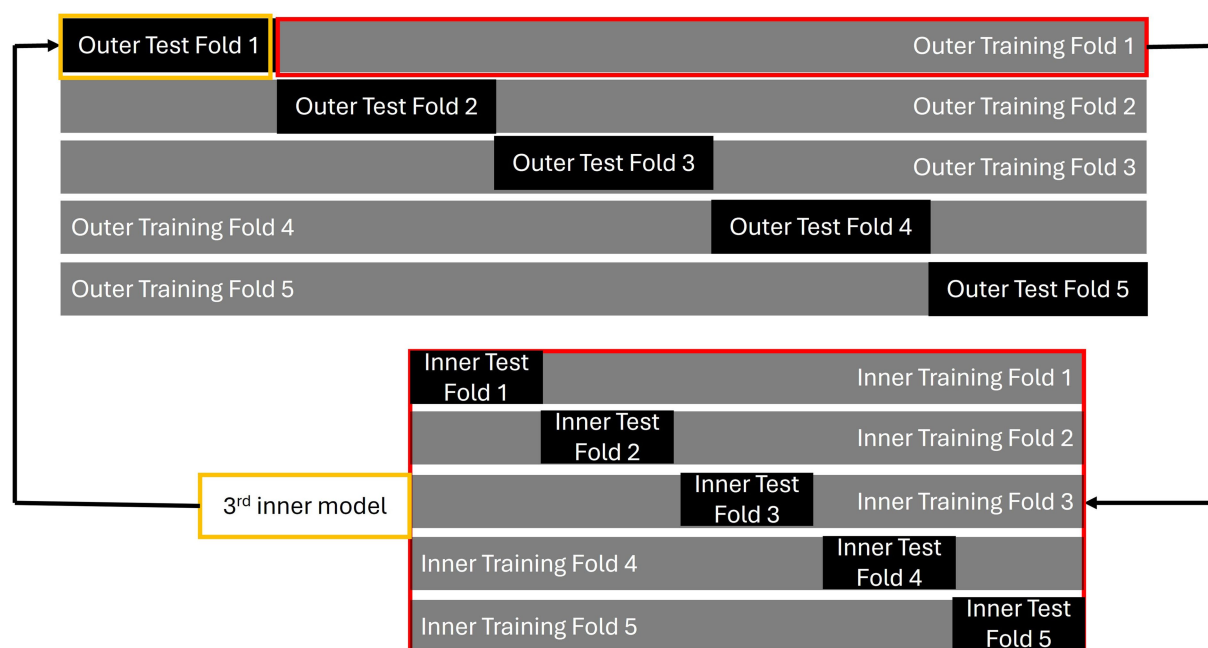 Outer Test Fold 1
Outer Training Fold 1
Outer Test Fold 2
Outer Training Fold 2
Outer Test Fold 3
Outer Training Fold 3
Outer Training Fold 4
Outer Test Fold 4
Outer Training Fold 5
Outer Test Fold 5
Inner Test
Fold 1
Inner Training Fold 1
Inner Test
Fold 2
Inner Training Fold 2
3rd inner model
Inner Test
Fold 3
Inner Training Fold 3
Inner Training Fold 4
Inner Test
Fold 4
Inner Training Fold 5
Inner Test
Fold 5